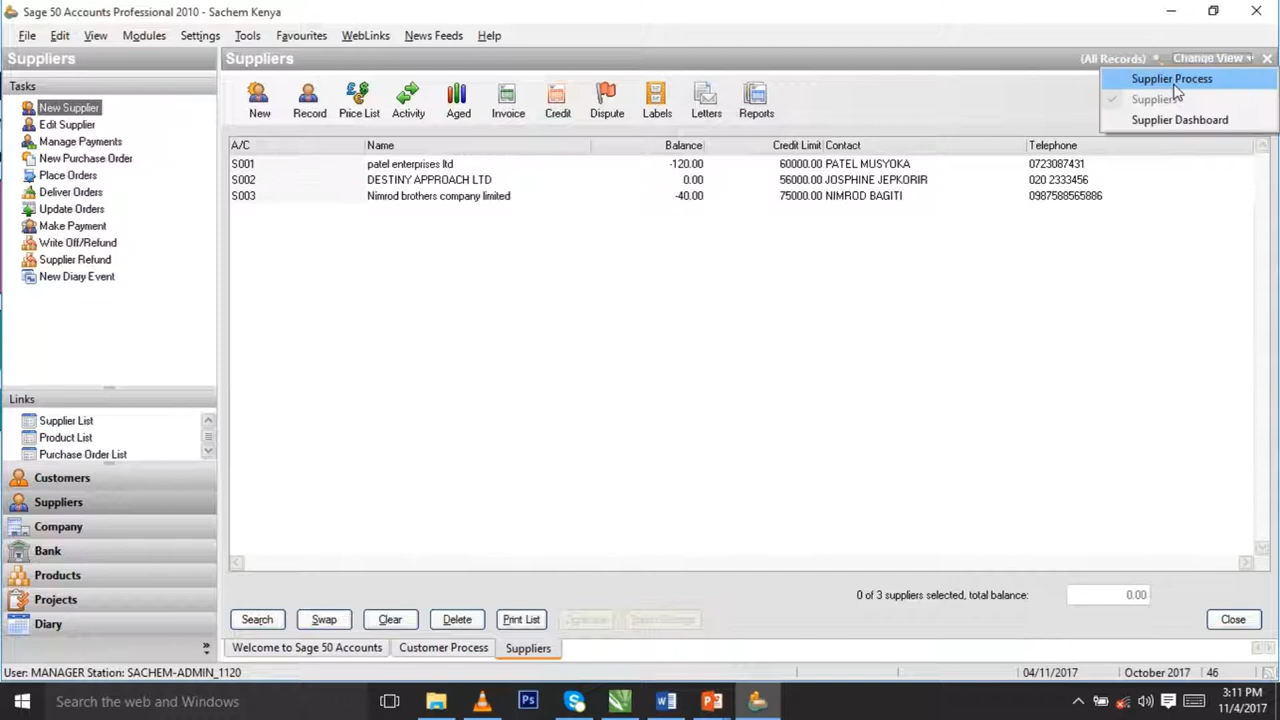 Sage 50 Accounts Professional 2010 - Sachem Kenya
File Edit View Modules Settings Tools Favourites WebLinks News Feeds Help
Suppliers
Suppliers
(All Records) Change View
Supplier Process
Suppliers
Supplier Dashboard
Tasks
New Supplier
Edit Supplier
Manage Payments
New Purchase Order
Place Orders
Deliver Orders
Update Orders
Make Payment
Write Off/Refund
Supplier Refund
New Diary Event
New Record Price List Activity Aged Invoice Credit Dispute Labels Letters Reports
A/C Name Balance Credit Limit Contact Telephone
S001 patel enterprises ltd -120.00 60000.00 PATEL MUSYOKA 0723087431
S002 DESTINY APPROACH LTD 0.00 56000.00 JOSPHINE JEPKORIR 020 2333456
S003 Nimrod brothers company limited -40.00 75000.00 NIMROD BAGITI 0987588565886
Links
Supplier List
Product List
Purchase Order List
Customers
Suppliers
Company
Bank
Products
Projects
Diary
0 of 3 suppliers selected, total balance: 0.00
Search Swap Clear Delete Print List Close
Welcome to Sage 50 Accounts Customer Process Suppliers
User: MANAGER Station: SACHEM-ADMIN_1120 04/11/2017 October 2017 46
Search the web and Windows
3:11 PM
11/4/2017